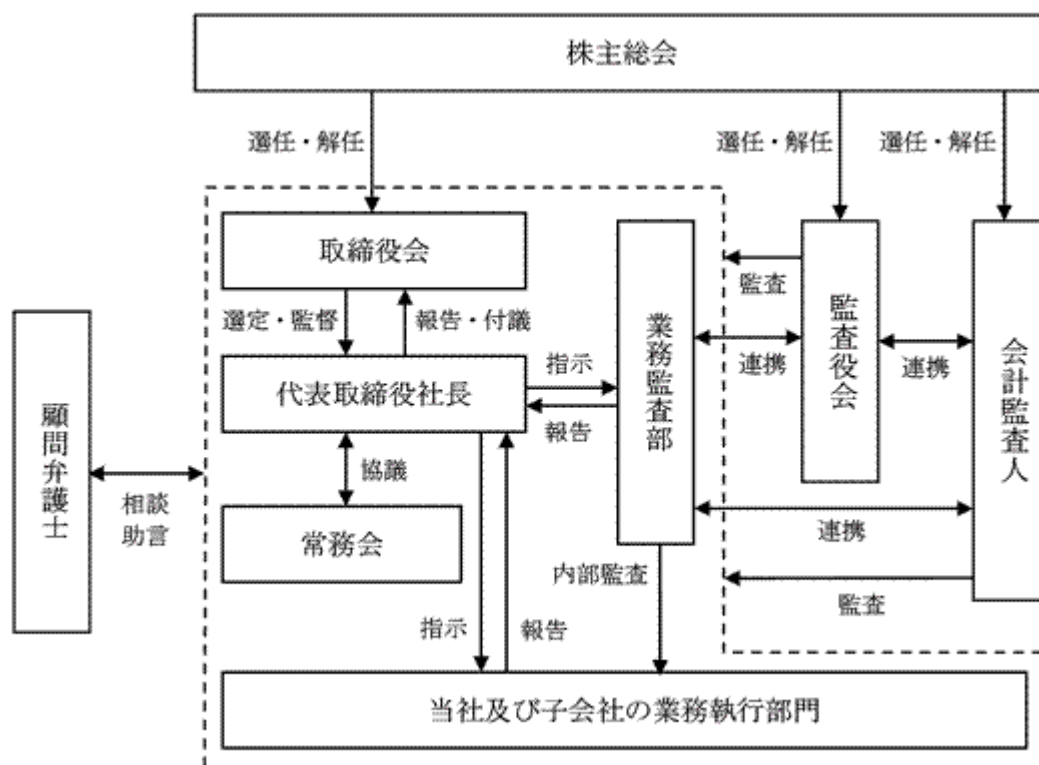 株主総会
選任・解任
選任・解任
選任・解任
取締役会
選定・監督
報告・付議
代表取締役社長
指示
報告
協議
常務会
業務監査部
監査
連携
監査役会
連携
会計監査人
連携
監査
内部監査
顧問弁護士
相談
助言
指示
報告
当社及び子会社の業務執行部門